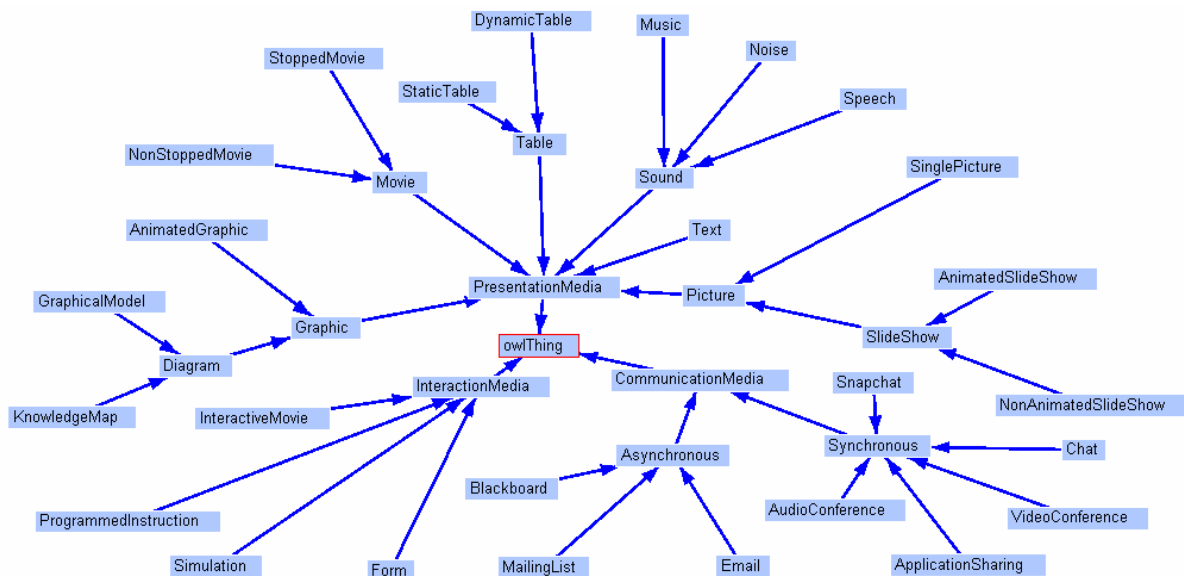 DynamicTable
Music
StoppedMovie
Noise
StaticTable
Speech
Table
NonStoppedMovie
Movie
Sound
SinglePicture
AnimatedGraphic
Text
PresentationMedia
Picture
AnimatedSlideShow
GraphicalModel
Graphic
SlideShow
owlThing
Diagram
InteractionMedia
CommunicationMedia
Snapchat
KnowledgeMap
InteractiveMovie
NonAnimatedSlideShow
Asynchronous
Synchronous
Chat
Blackboard
AudioConference
VideoConference
ProgrammedInstruction
Simulation
Form
MailingList
Email
ApplicationSharing